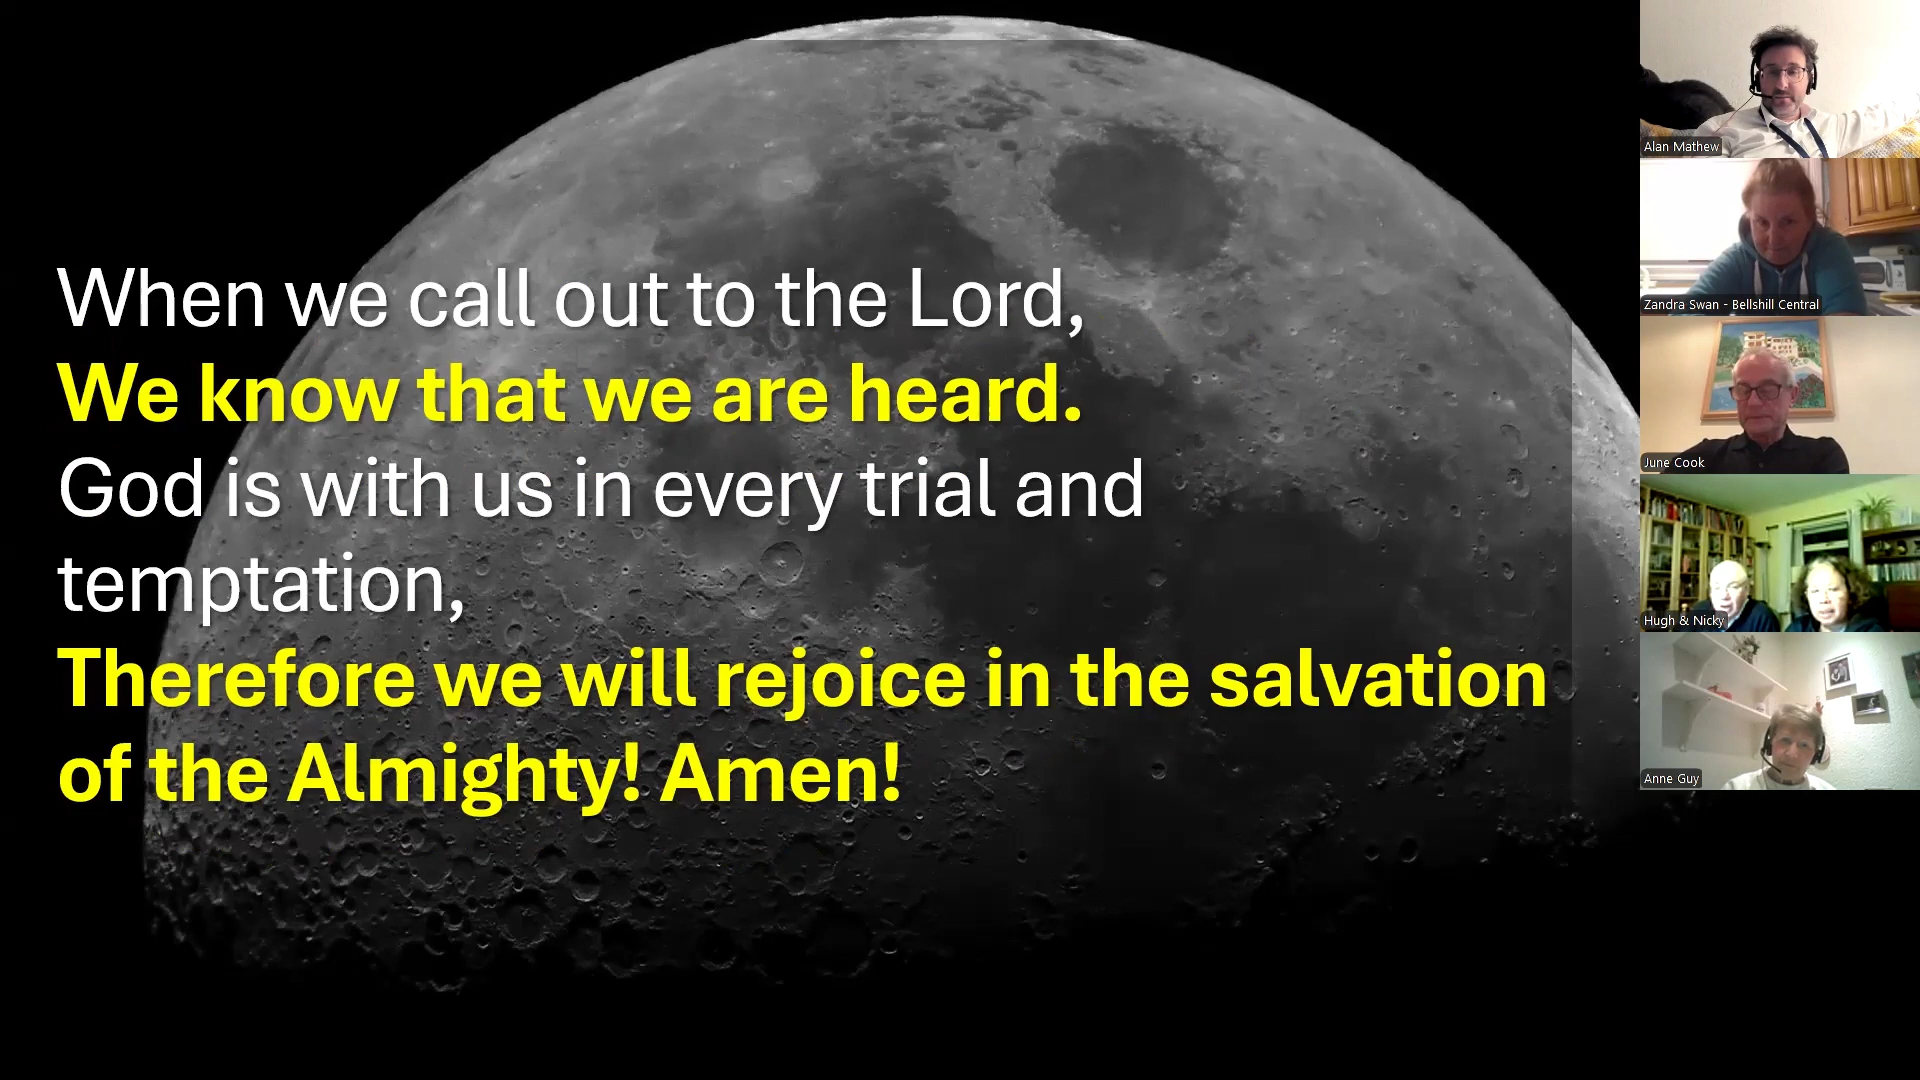 When we call out to the Lord,
We know that we are heard.
God is with us in every trial and
temptation,
Therefore we will rejoice in the salvation
of the Almighty! Amen!
Alan Mathew
Zandra Swan - Bellshill Central
June Cook
Hugh & Nicky
Anne Guy